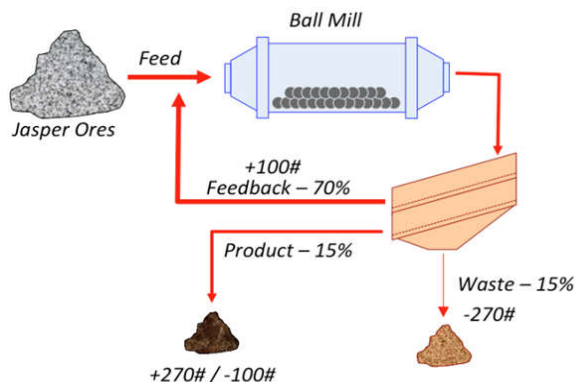 Ball Mill
Feed
Jasper Ores
+100#
Feedback – 70%
Product – 15%
Waste – 15%
-270#
+270# / -100#